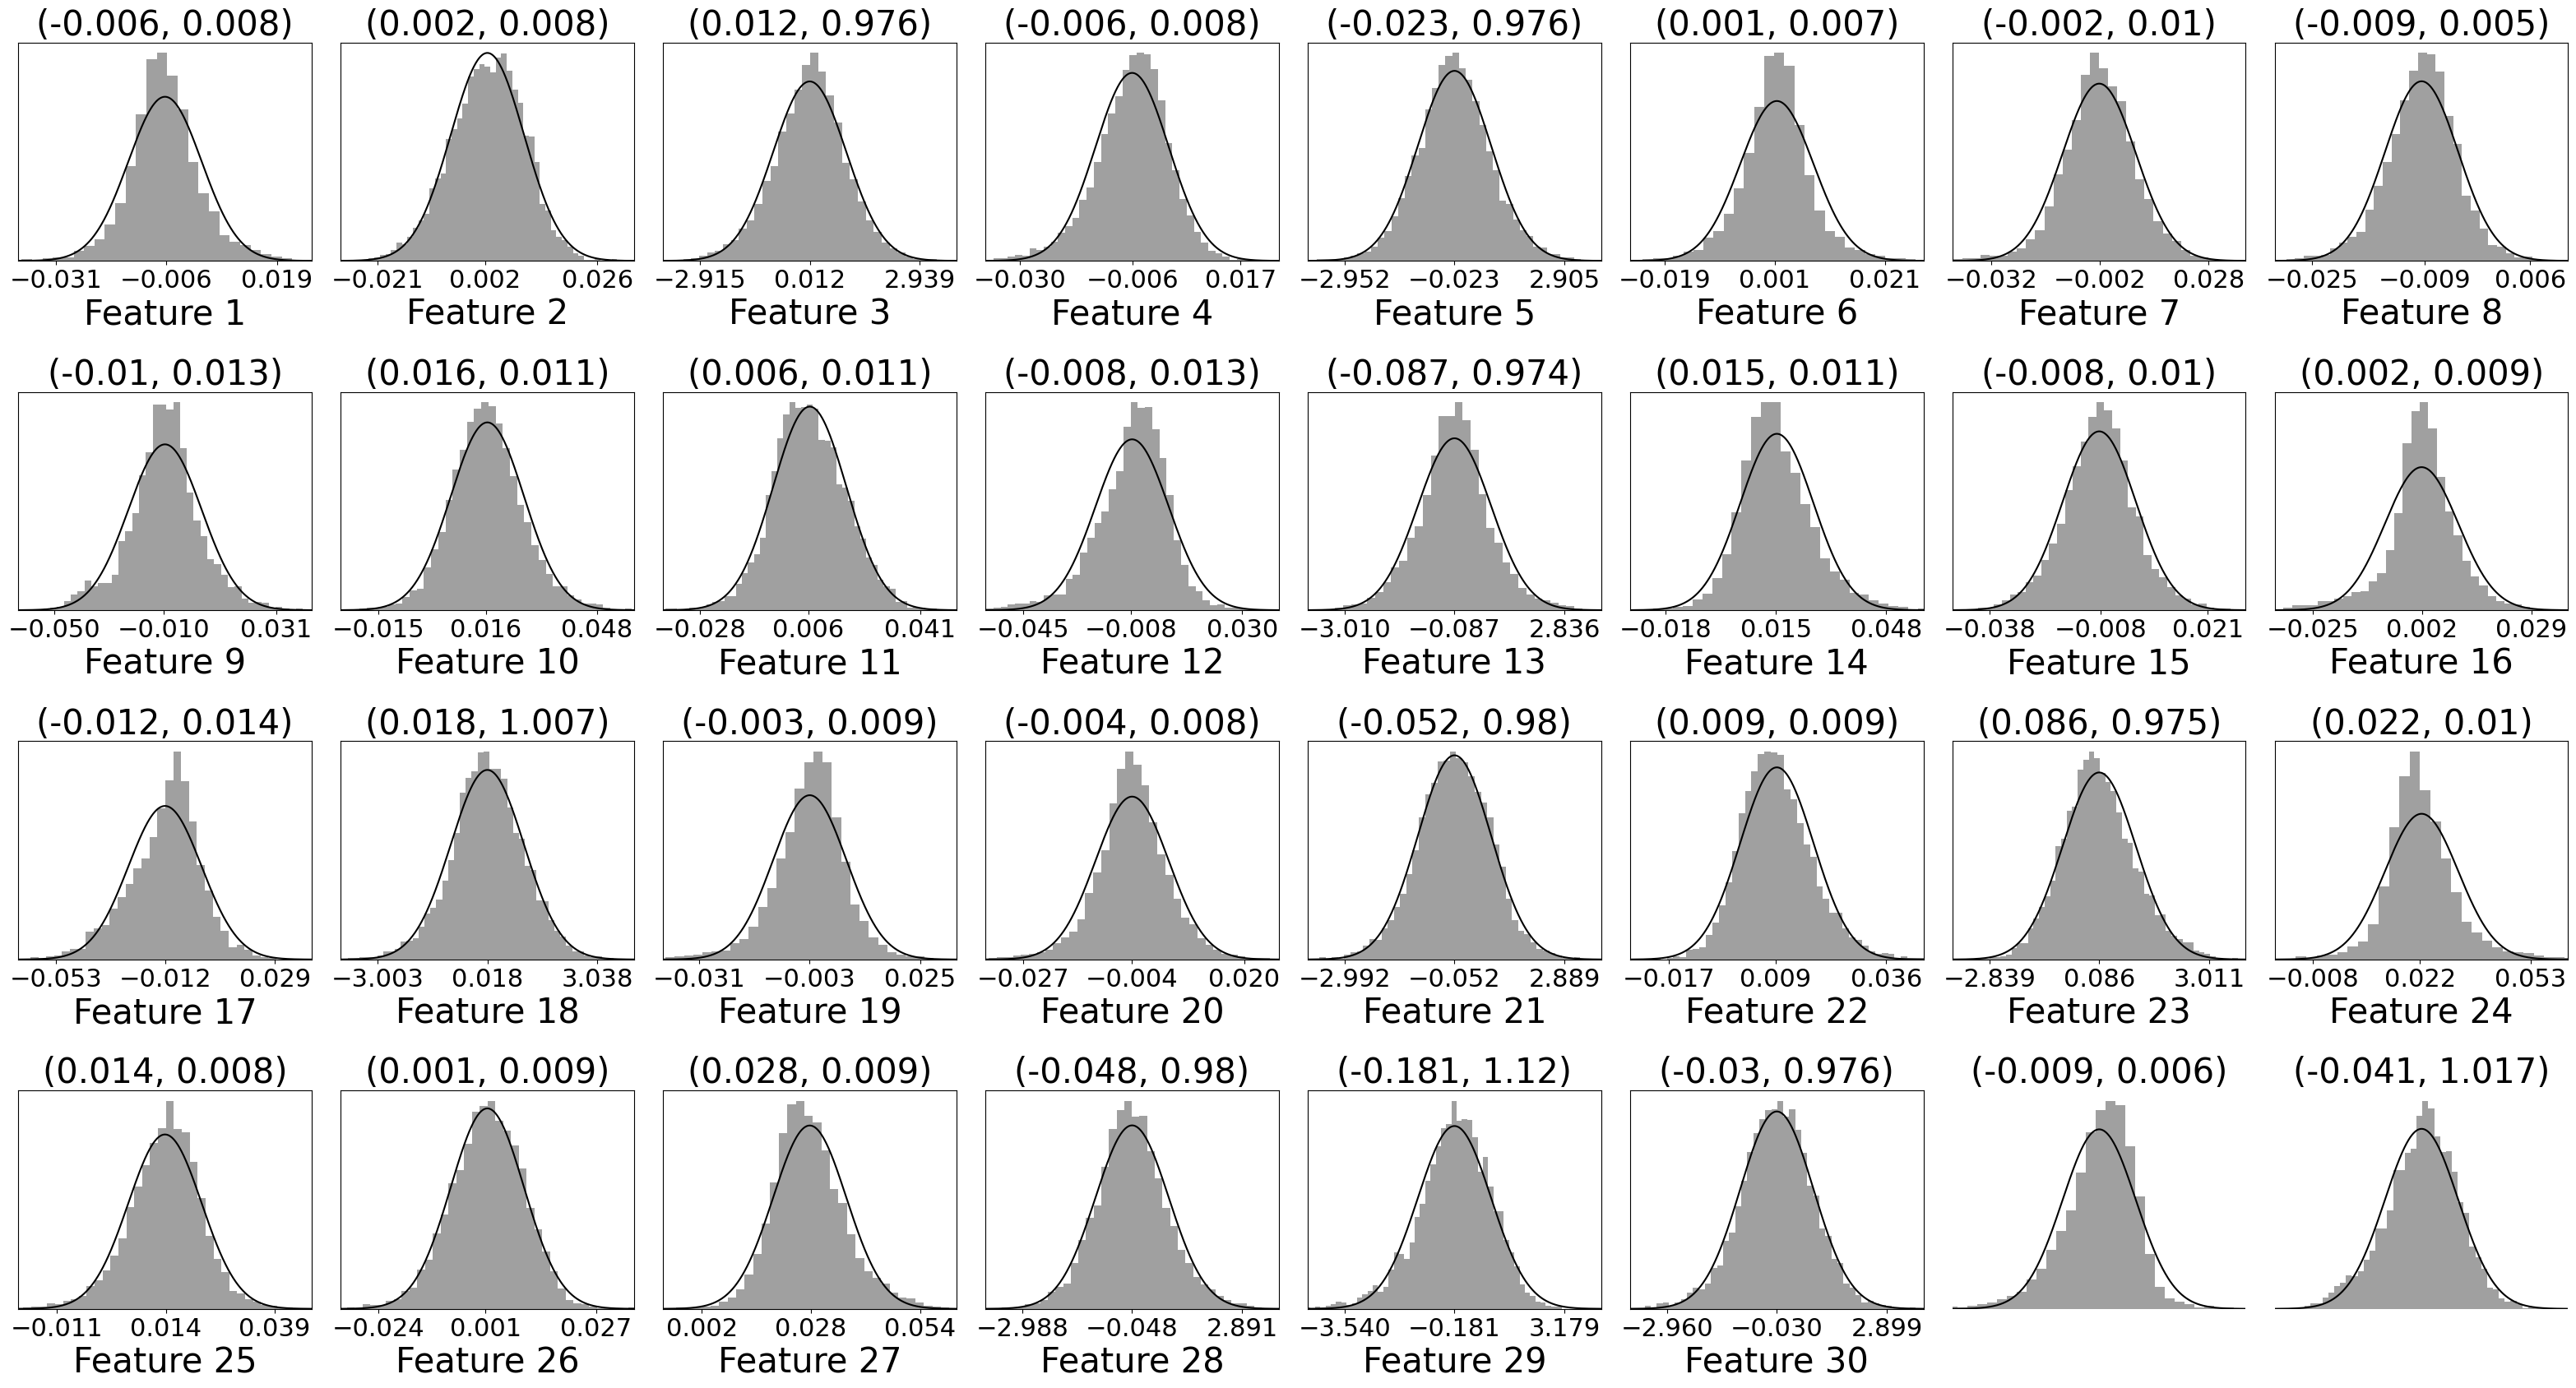 (-0.006, 0.008) (0.002, 0.008) (0.012, 0.976) (-0.006, 0.008) (-0.023, 0.976) (0.001, 0.007) (-0.002, 0.01) (-0.009, 0.005)
−0.031 −0.006 0.019 −0.021 0.002 0.026 −2.915 0.012 2.939 −0.030 −0.006 0.017 −2.952 −0.023 2.905 −0.019 0.001 0.021 −0.032 −0.002 0.028 −0.025 −0.009 0.006
Feature 1 Feature 2 Feature 3 Feature 4 Feature 5 Feature 6 Feature 7 Feature 8
(-0.01, 0.013) (0.016, 0.011) (0.006, 0.011) (-0.008, 0.013) (-0.087, 0.974) (0.015, 0.011) (-0.008, 0.01) (0.002, 0.009)
−0.050 −0.010 0.031 −0.015 0.016 0.048 −0.028 0.006 0.041 −0.045 −0.008 0.030 −3.010 −0.087 2.836 −0.018 0.015 0.048 −0.038 −0.008 0.021 −0.025 0.002 0.029
Feature 9 Feature 10 Feature 11 Feature 12 Feature 13 Feature 14 Feature 15 Feature 16
(-0.012, 0.014) (0.018, 1.007) (-0.003, 0.009) (-0.004, 0.008) (-0.052, 0.98) (0.009, 0.009) (0.086, 0.975) (0.022, 0.01)
−0.053 −0.012 0.029 −3.003 0.018 3.038 −0.031 −0.003 0.025 −0.027 −0.004 0.020 −2.992 −0.052 2.889 −0.017 0.009 0.036 −2.839 0.086 3.011 −0.008 0.022 0.053
Feature 17 Feature 18 Feature 19 Feature 20 Feature 21 Feature 22 Feature 23 Feature 24
(0.014, 0.008) (0.001, 0.009) (0.028, 0.009) (-0.048, 0.98) (-0.181, 1.12) (-0.03, 0.976) (-0.009, 0.006) (-0.041, 1.017)
−0.011 0.014 0.039 −0.024 0.001 0.027 0.002 0.028 0.054 −2.988 −0.048 2.891 −3.540 −0.181 3.179 −2.960 −0.030 2.899
Feature 25 Feature 26 Feature 27 Feature 28 Feature 29 Feature 30